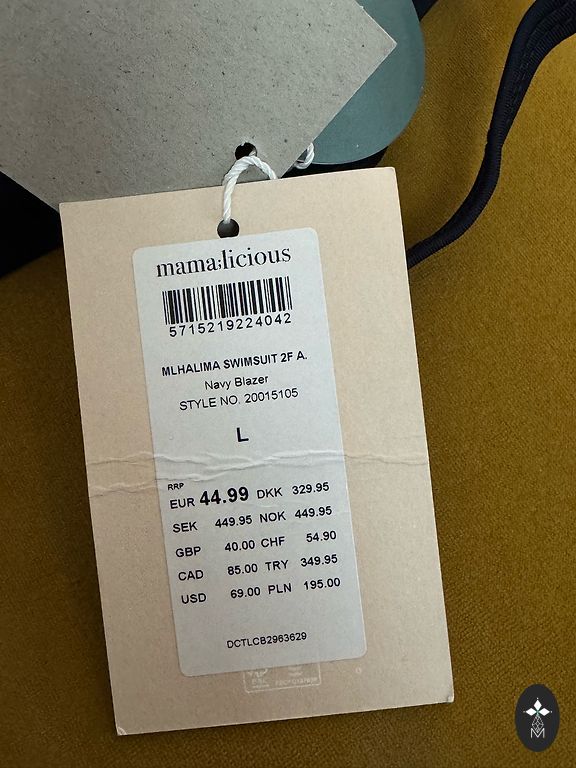 mama;licious
5715219224042
MLHALIMA SWIMSUIT 2F A.
Navy Blazer
STYLE NO. 20015105
L
RRP
EUR 44.99 DKK 329.95
SEK 449.95 NOK 449.95
GBP 40.00 CHF 54.90
CAD 85.00 TRY 349.95
USD 69.00 PLN 195.00
DCTLCB2963629
M